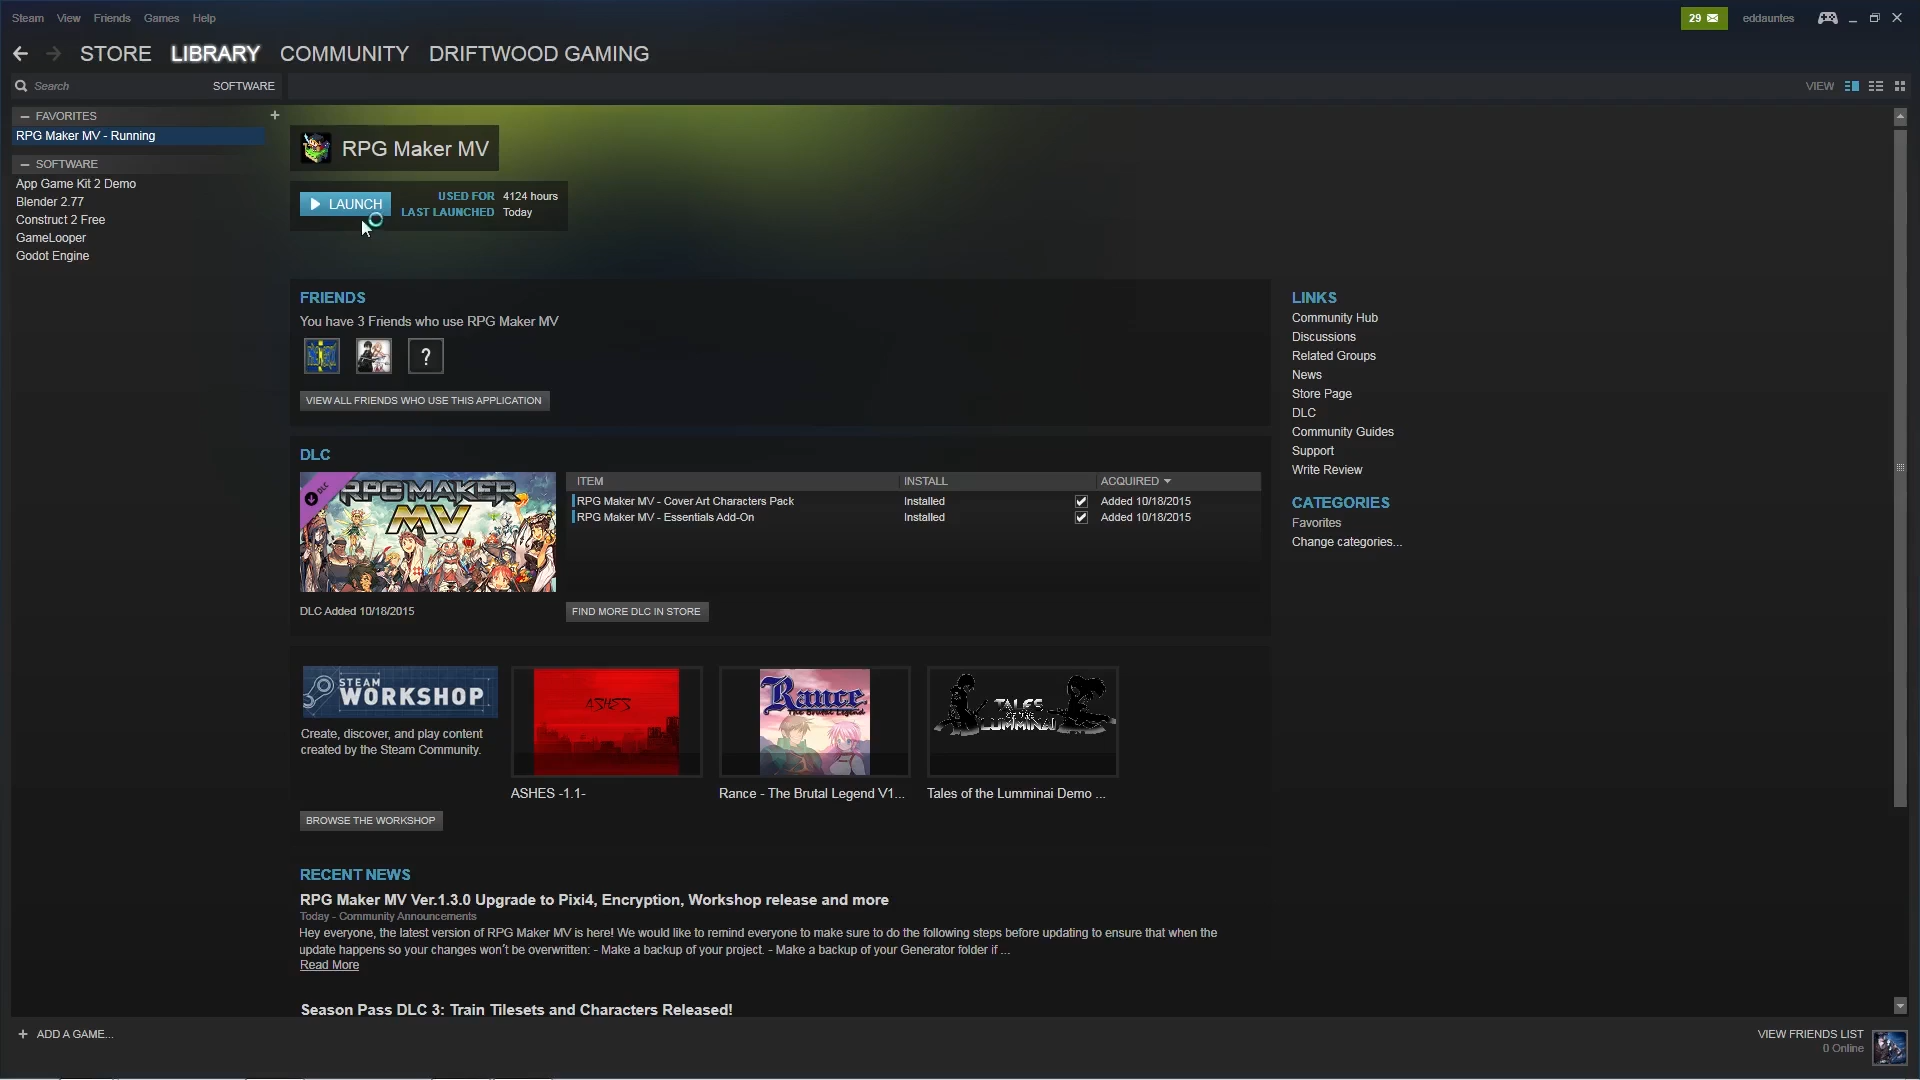 Steam View Friends Games Help
29 eddauntes
STORE LIBRARY COMMUNITY DRIFTWOOD GAMING
Search SOFTWARE VIEW
– FAVORITES +
RPG Maker MV - Running
– SOFTWARE
App Game Kit 2 Demo
Blender 2.77
Construct 2 Free
GameLooper
Godot Engine
RPG Maker MV
LAUNCH
USED FOR 4124 hours
LAST LAUNCHED Today
FRIENDS
You have 3 Friends who use RPG Maker MV
?
VIEW ALL FRIENDS WHO USE THIS APPLICATION
DLC
DLC
RPG MAKER
MV
DLC Added 10/18/2015
ITEM INSTALL ACQUIRED
RPG Maker MV - Cover Art Characters Pack Installed Added 10/18/2015
RPG Maker MV - Essentials Add-On Installed Added 10/18/2015
FIND MORE DLC IN STORE
STEAM
WORKSHOP
Create, discover, and play content
created by the Steam Community.
BROWSE THE WORKSHOP
ASHES
ASHES -1.1-
Rance
The Brutal Legend
Rance - The Brutal Legend V1...
TALES
LUMMINAI
Tales of the Lumminai Demo ...
RECENT NEWS
RPG Maker MV Ver.1.3.0 Upgrade to Pixi4, Encryption, Workshop release and more
Today - Community Announcements
Hey everyone, the latest version of RPG Maker MV is here! We would like to remind everyone to make sure to do the following steps before updating to ensure that when the
update happens so your changes won't be overwritten: - Make a backup of your project. - Make a backup of your Generator folder if ...
Read More
Season Pass DLC 3: Train Tilesets and Characters Released!
LINKS
Community Hub
Discussions
Related Groups
News
Store Page
DLC
Community Guides
Support
Write Review
CATEGORIES
Favorites
Change categories...
+ ADD A GAME...
VIEW FRIENDS LIST
0 Online